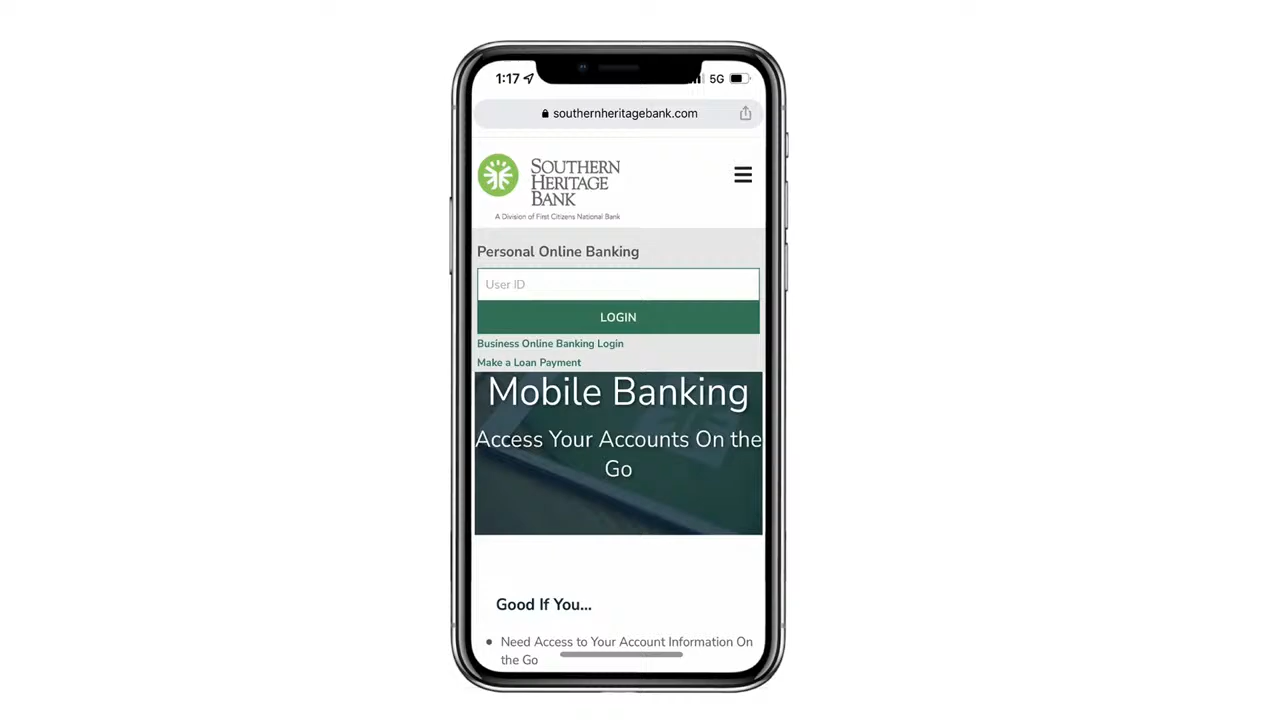 1:17
5G
southernheritagebank.com
SOUTHERN
HERITAGE
BANK
A Division of First Citizens National Bank
Personal Online Banking
User ID
LOGIN
Business Online Banking Login
Make a Loan Payment
Mobile Banking
Access Your Accounts On the
Go
Good If You...
Need Access to Your Account Information On
the Go